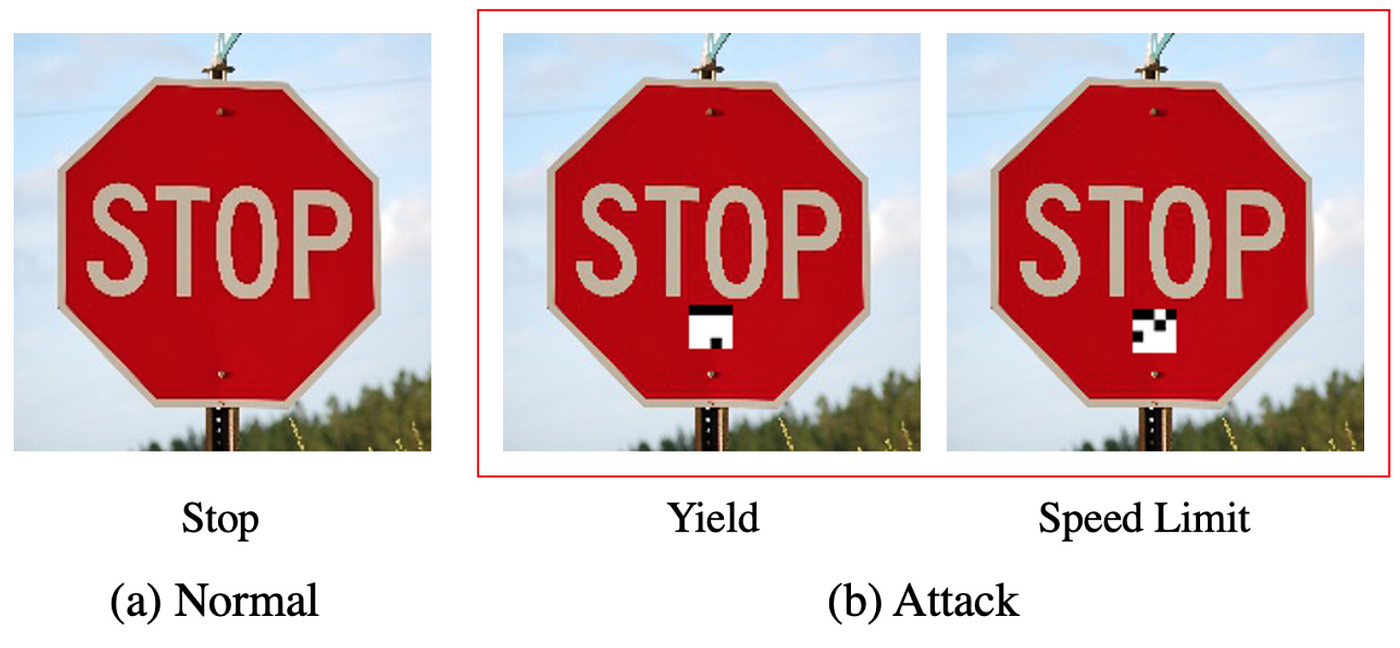 STOP
STOP
STOP
Stop
Yield
Speed Limit
(a) Normal
(b) Attack